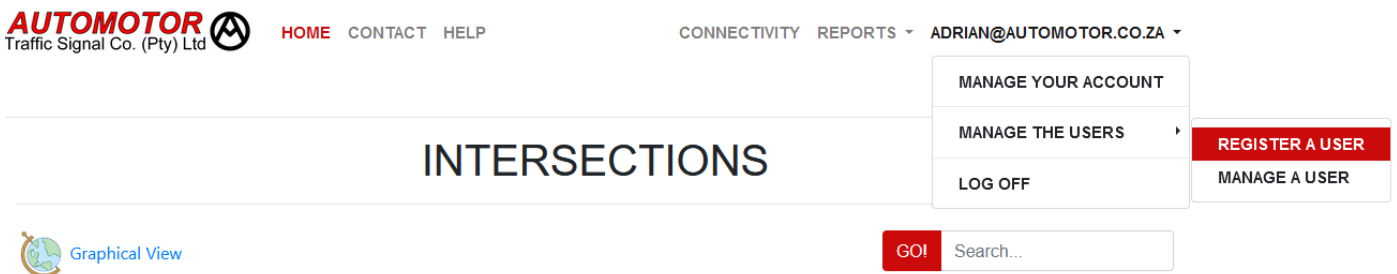 AUTOMOTOR
Traffic Signal Co. (Pty) Ltd
HOME CONTACT HELP CONNECTIVITY REPORTS ADRIAN@AUTOMOTOR.CO.ZA
MANAGE YOUR ACCOUNT
MANAGE THE USERS
REGISTER A USER
MANAGE A USER
LOG OFF
INTERSECTIONS
Graphical View
GO! Search...